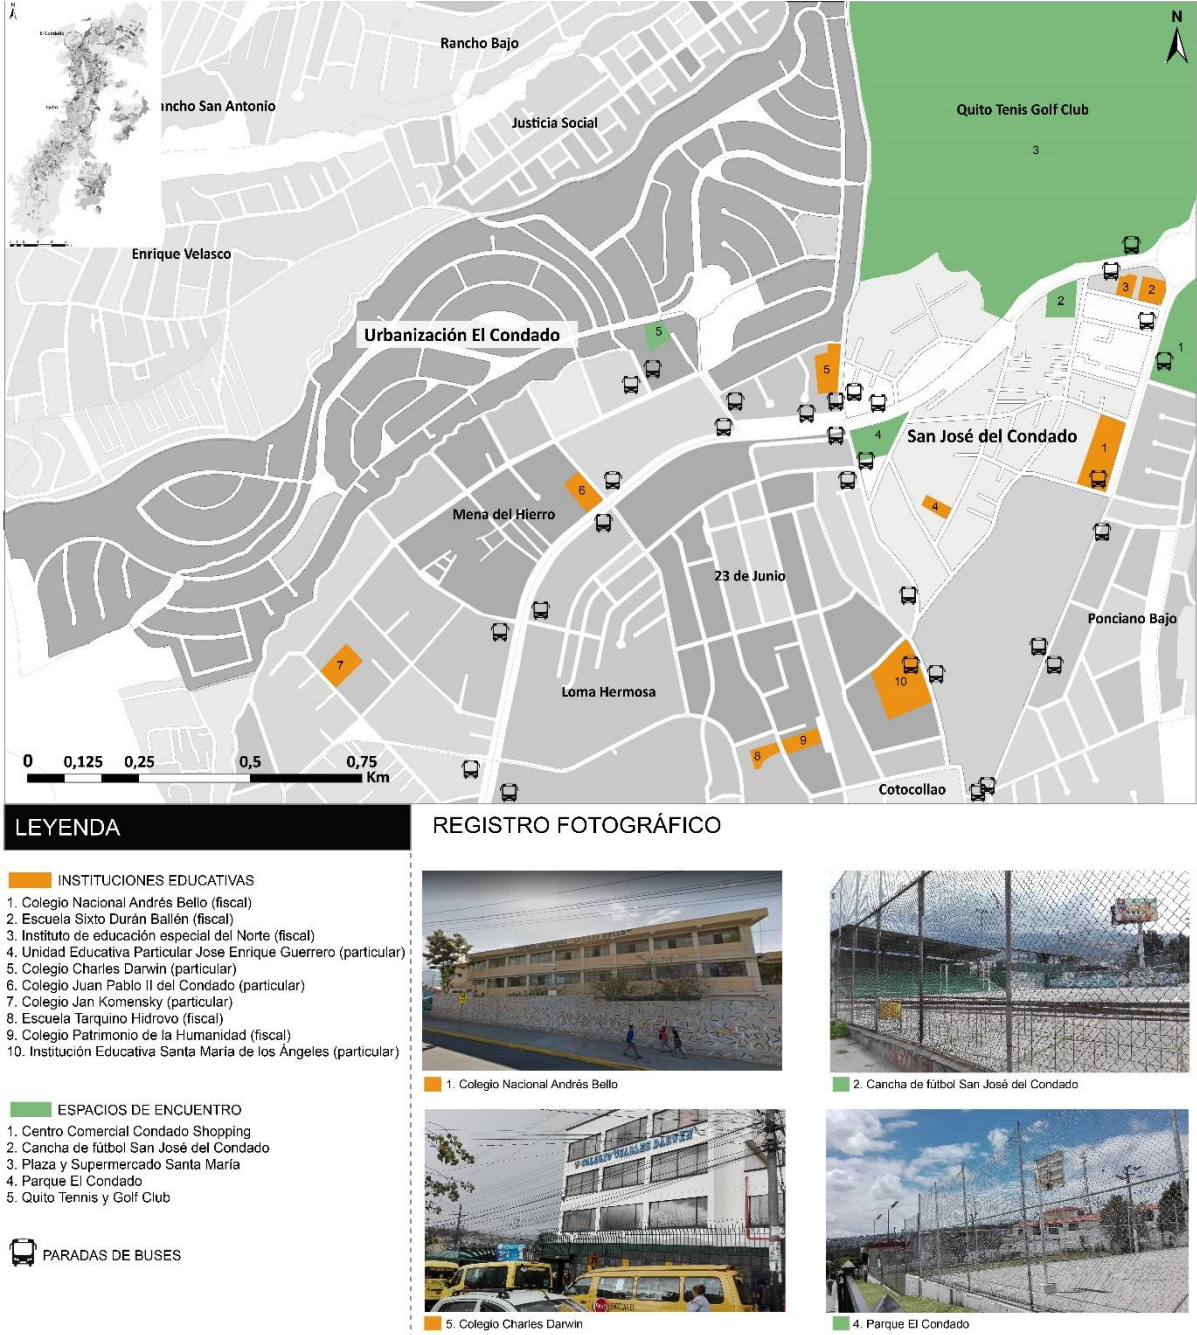 N
N
El Condado
Quito
Rancho Bajo
ancho San Antonio
Justicia Social
Quito Tenis Golf Club
3
Enrique Velasco
3
2
2
Urbanización El Condado
5
1
5
4
San José del Condado
1
6
Mena del Hierro
4
23 de Junio
Ponciano Bajo
7
Loma Hermosa
10
9
8
0 0,125 0,25 0,5 0,75
Km
Cotocollao
LEYENDA
INSTITUCIONES EDUCATIVAS
1. Colegio Nacional Andrés Bello (fiscal)
2. Escuela Sixto Durán Ballén (fiscal)
3. Instituto de educación especial del Norte (fiscal)
4. Unidad Educativa Particular Jose Enrique Guerrero (particular)
5. Colegio Charles Darwin (particular)
6. Colegio Juan Pablo II del Condado (particular)
7. Colegio Jan Komensky (particular)
8. Escuela Tarquino Hidrovo (fiscal)
9. Colegio Patrimonio de la Humanidad (fiscal)
10. Institución Educativa Santa María de los Ángeles (particular)
ESPACIOS DE ENCUENTRO
1. Centro Comercial Condado Shopping
2. Cancha de fútbol San José del Condado
3. Plaza y Supermercado Santa María
4. Parque El Condado
5. Quito Tennis y Golf Club
PARADAS DE BUSES
REGISTRO FOTOGRÁFICO
1. Colegio Nacional Andrés Bello
2. Cancha de fútbol San José del Condado
COLEGIO CHARLES DARWIN
5. Colegio Charles Darwin
4. Parque El Condado